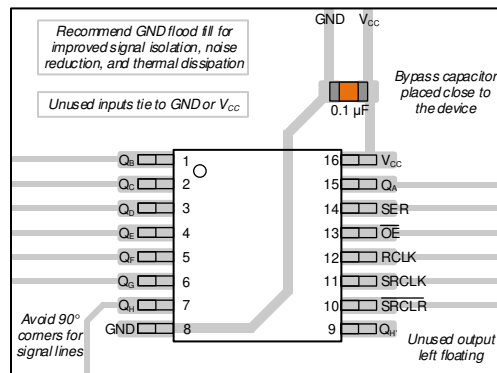 Recommend GND flood fill for
improved signal isolation, noise
reduction, and thermal dissipation
Unused inputs tie to GND or VCC
GND VCC
0.1 µF
Bypass capacitor
placed close to
the device
QB 1 16 VCC
QC 2 15 QA
QD 3 14 SER
QE 4 13 O̅E̅
QF 5 12 RCLK
QG 6 11 SRCLK
QH 7 10 S̅R̅C̅L̅R̅
GND 8 9 QH'
Avoid 90°
corners for
signal lines
Unused output
left floating